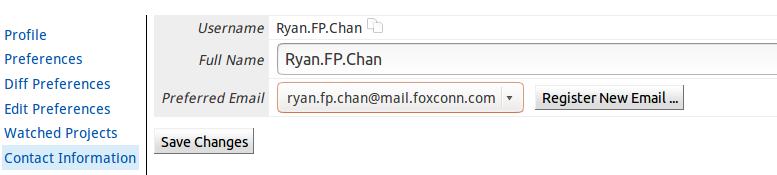 Profile
Preferences
Diff Preferences
Edit Preferences
Watched Projects
Contact Information
Username Ryan.FP.Chan
Full Name Ryan.FP.Chan
Preferred Email ryan.fp.chan@mail.foxconn.com Register New Email ...
Save Changes